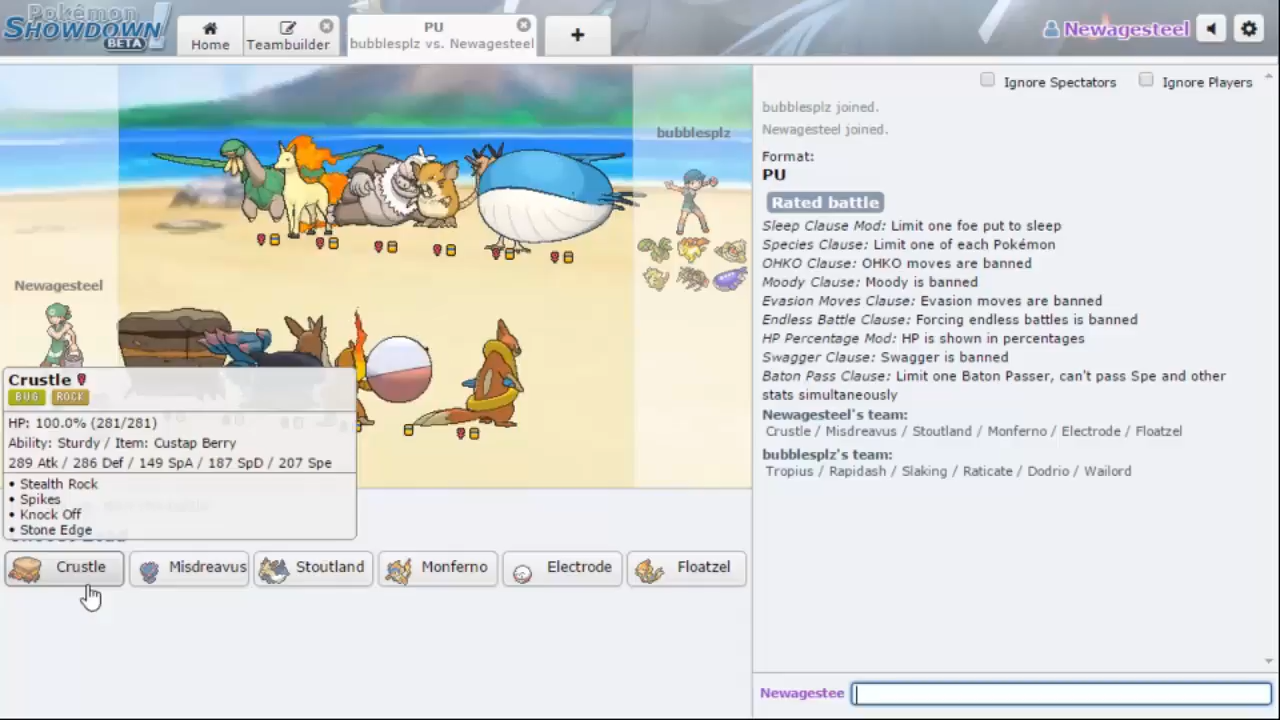 Pokémon
SHOWDOWN!
BETA
Home
Teambuilder
PU
bubblesplz vs. Newagesteel
+
Newagesteel
Ignore Spectators
Ignore Players
bubblesplz
Newagesteel
bubblesplz joined.
Newagesteel joined.
Format:
PU
Rated battle
Sleep Clause Mod: Limit one foe put to sleep
Species Clause: Limit one of each Pokémon
OHKO Clause: OHKO moves are banned
Moody Clause: Moody is banned
Evasion Moves Clause: Evasion moves are banned
Endless Battle Clause: Forcing endless battles is banned
HP Percentage Mod: HP is shown in percentages
Swagger Clause: Swagger is banned
Baton Pass Clause: Limit one Baton Passer, can't pass Spe and other
stats simultaneously
Newagesteel's team:
Crustle / Misdreavus / Stoutland / Monferno / Electrode / Floatzel
bubblesplz's team:
Tropius / Rapidash / Slaking / Raticate / Dodrio / Wailord
Crustle
BUG ROCK
HP: 100.0% (281/281)
Ability: Sturdy / Item: Custap Berry
289 Atk / 286 Def / 149 SpA / 187 SpD / 207 Spe
• Stealth Rock
• Spikes
• Knock Off
• Stone Edge
Crustle
Misdreavus
Stoutland
Monferno
Electrode
Floatzel
Newagestee